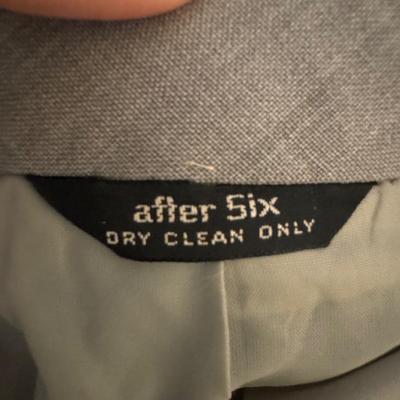 after Six
DRY CLEAN ONLY